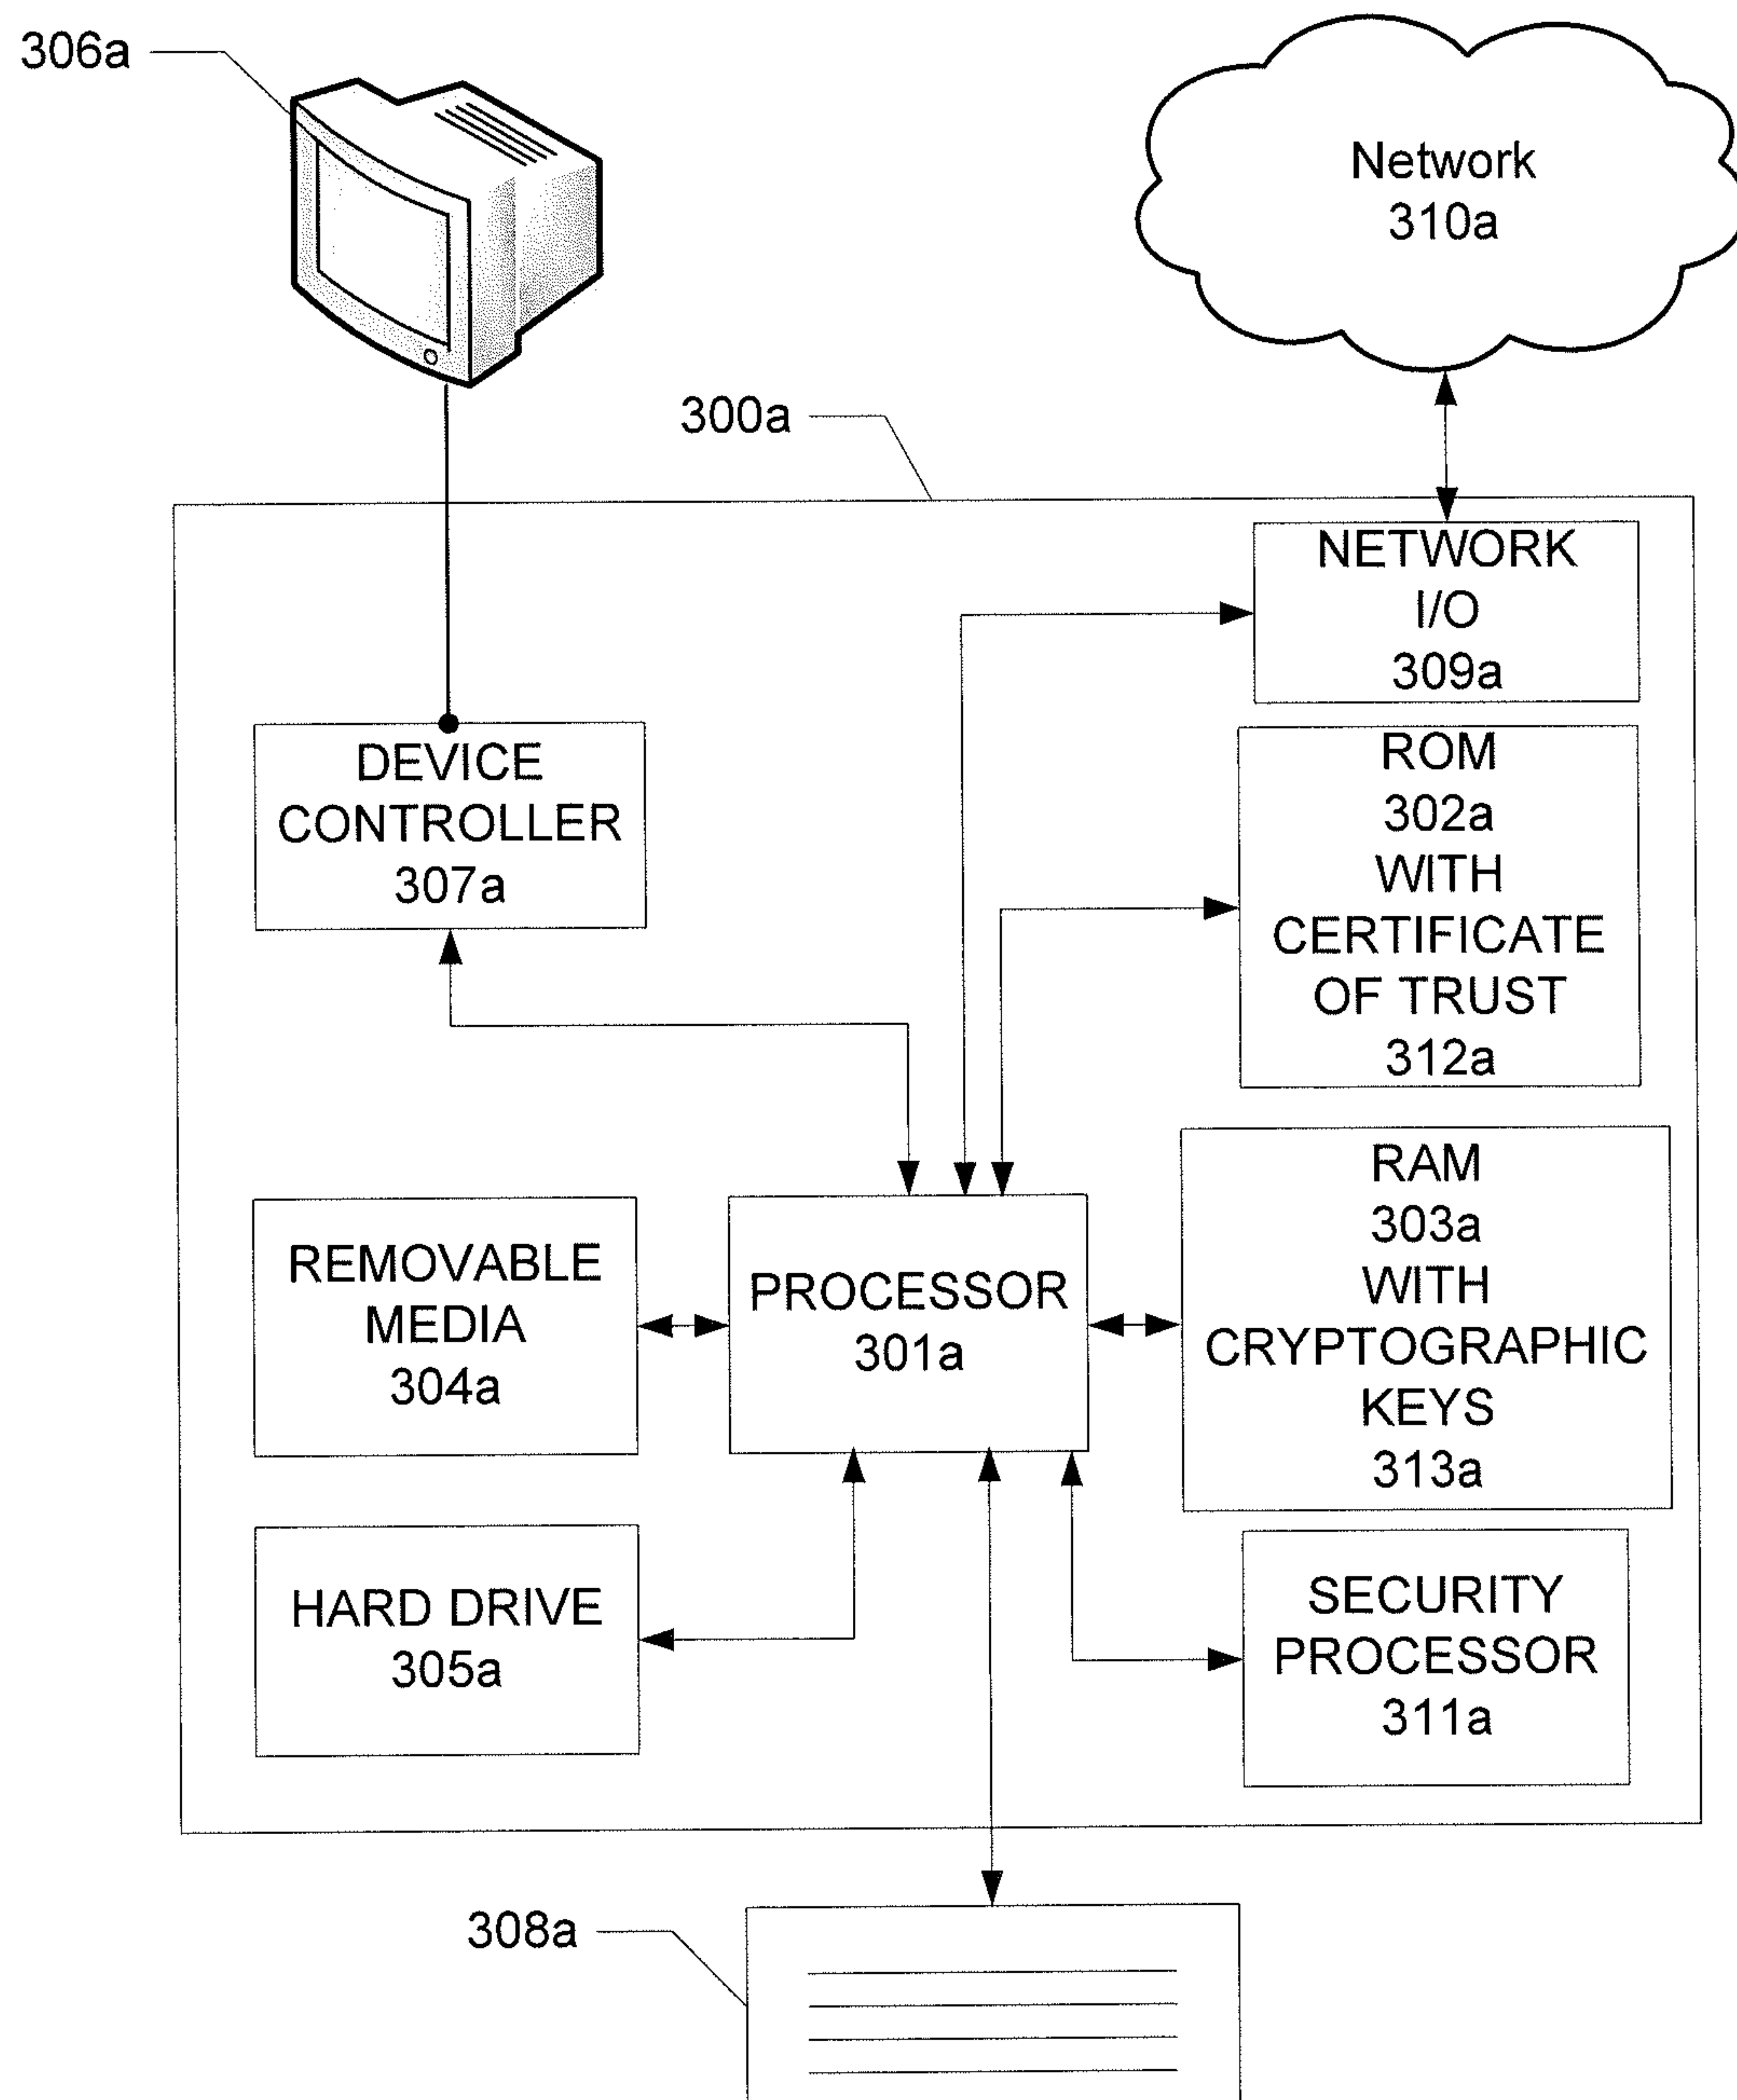 306a
Network
310a
300a
NETWORK
I/O
309a
DEVICE
CONTROLLER
307a
ROM
302a
WITH
CERTIFICATE
OF TRUST
312a
REMOVABLE
MEDIA
304a
PROCESSOR
301a
RAM
303a
WITH
CRYPTOGRAPHIC
KEYS
313a
HARD DRIVE
305a
SECURITY
PROCESSOR
311a
308a